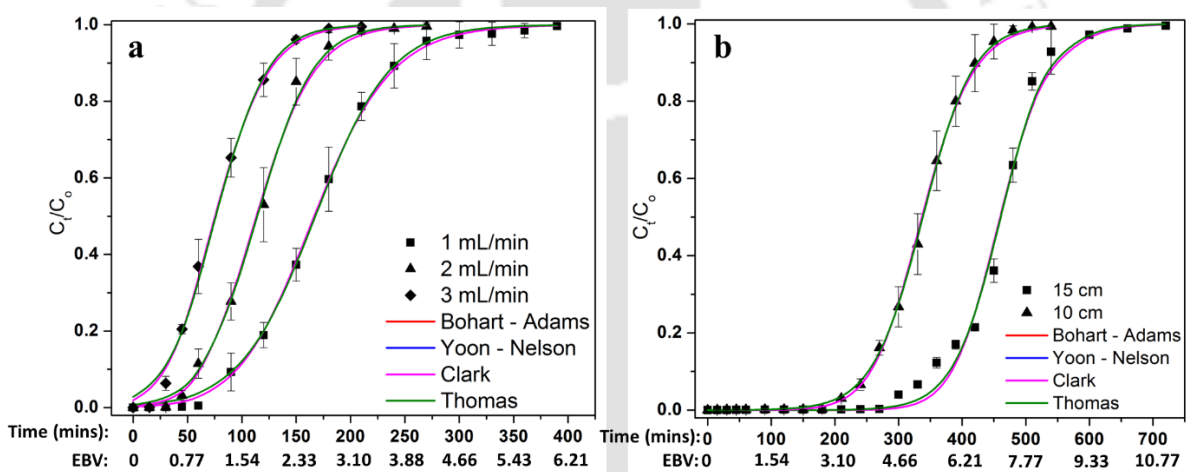 a
1.0
0.8
0.6
0.4
0.2
0.0
Ct/Co
1 mL/min
2 mL/min
3 mL/min
Bohart - Adams
Yoon - Nelson
Clark
Thomas
Time (mins): 0 50 100 150 200 250 300 350 400
EBV: 0 0.77 1.54 2.33 3.10 3.88 4.66 5.43 6.21
b
1.0
0.8
0.6
0.4
0.2
0.0
Ct/Co
15 cm
10 cm
Bohart - Adams
Yoon - Nelson
Clark
Thomas
0 100 200 300 400 500 600 700
0 1.54 3.10 4.66 6.21 7.77 9.33 10.77